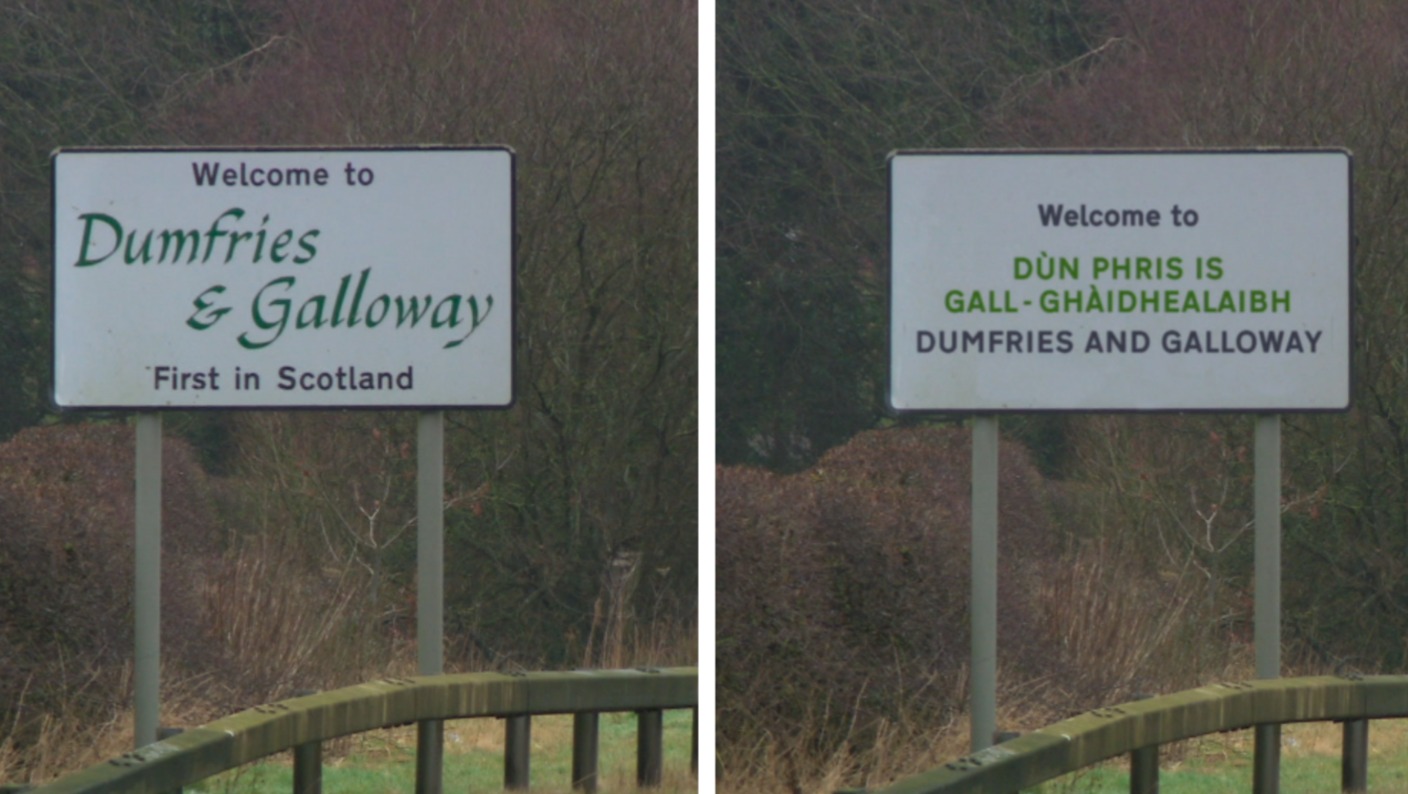 Welcome to
Dumfries
& Galloway
First in Scotland
Welcome to
DÙN PHRIS IS
GALL-GHÀIDHEALAIBH
DUMFRIES AND GALLOWAY